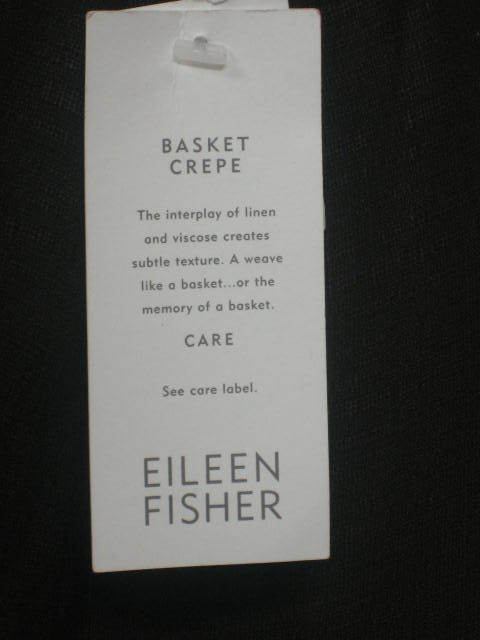 BASKET
CREPE
The interplay of linen
and viscose creates
subtle texture. A weave
like a basket...or the
memory of a basket.
CARE
See care label.
EILEEN
FISHER